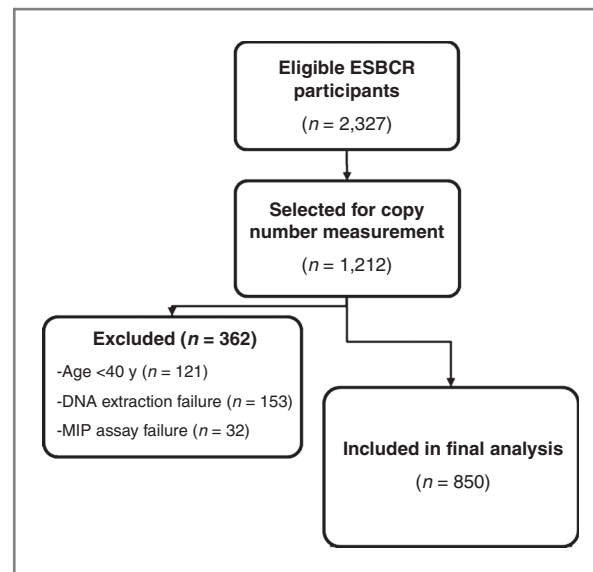 Eligible ESBCR
participants
(n = 2,327)
Selected for copy
number measurement
(n = 1,212)
Excluded (n = 362)
-Age <40 y (n = 121)
-DNA extraction failure (n = 153)
-MIP assay failure (n = 32)
Included in final analysis
(n = 850)